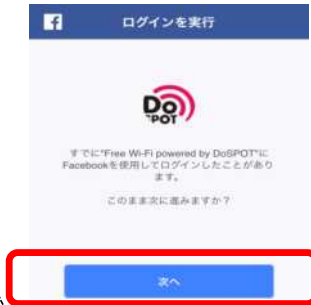 f
ログインを実行
Do
SPOT
すでに"Free Wi-Fi powered by DoSPOT"に
Facebookを使用してログインしたことがあり
ます。
このまま次に進みますか？
次へ